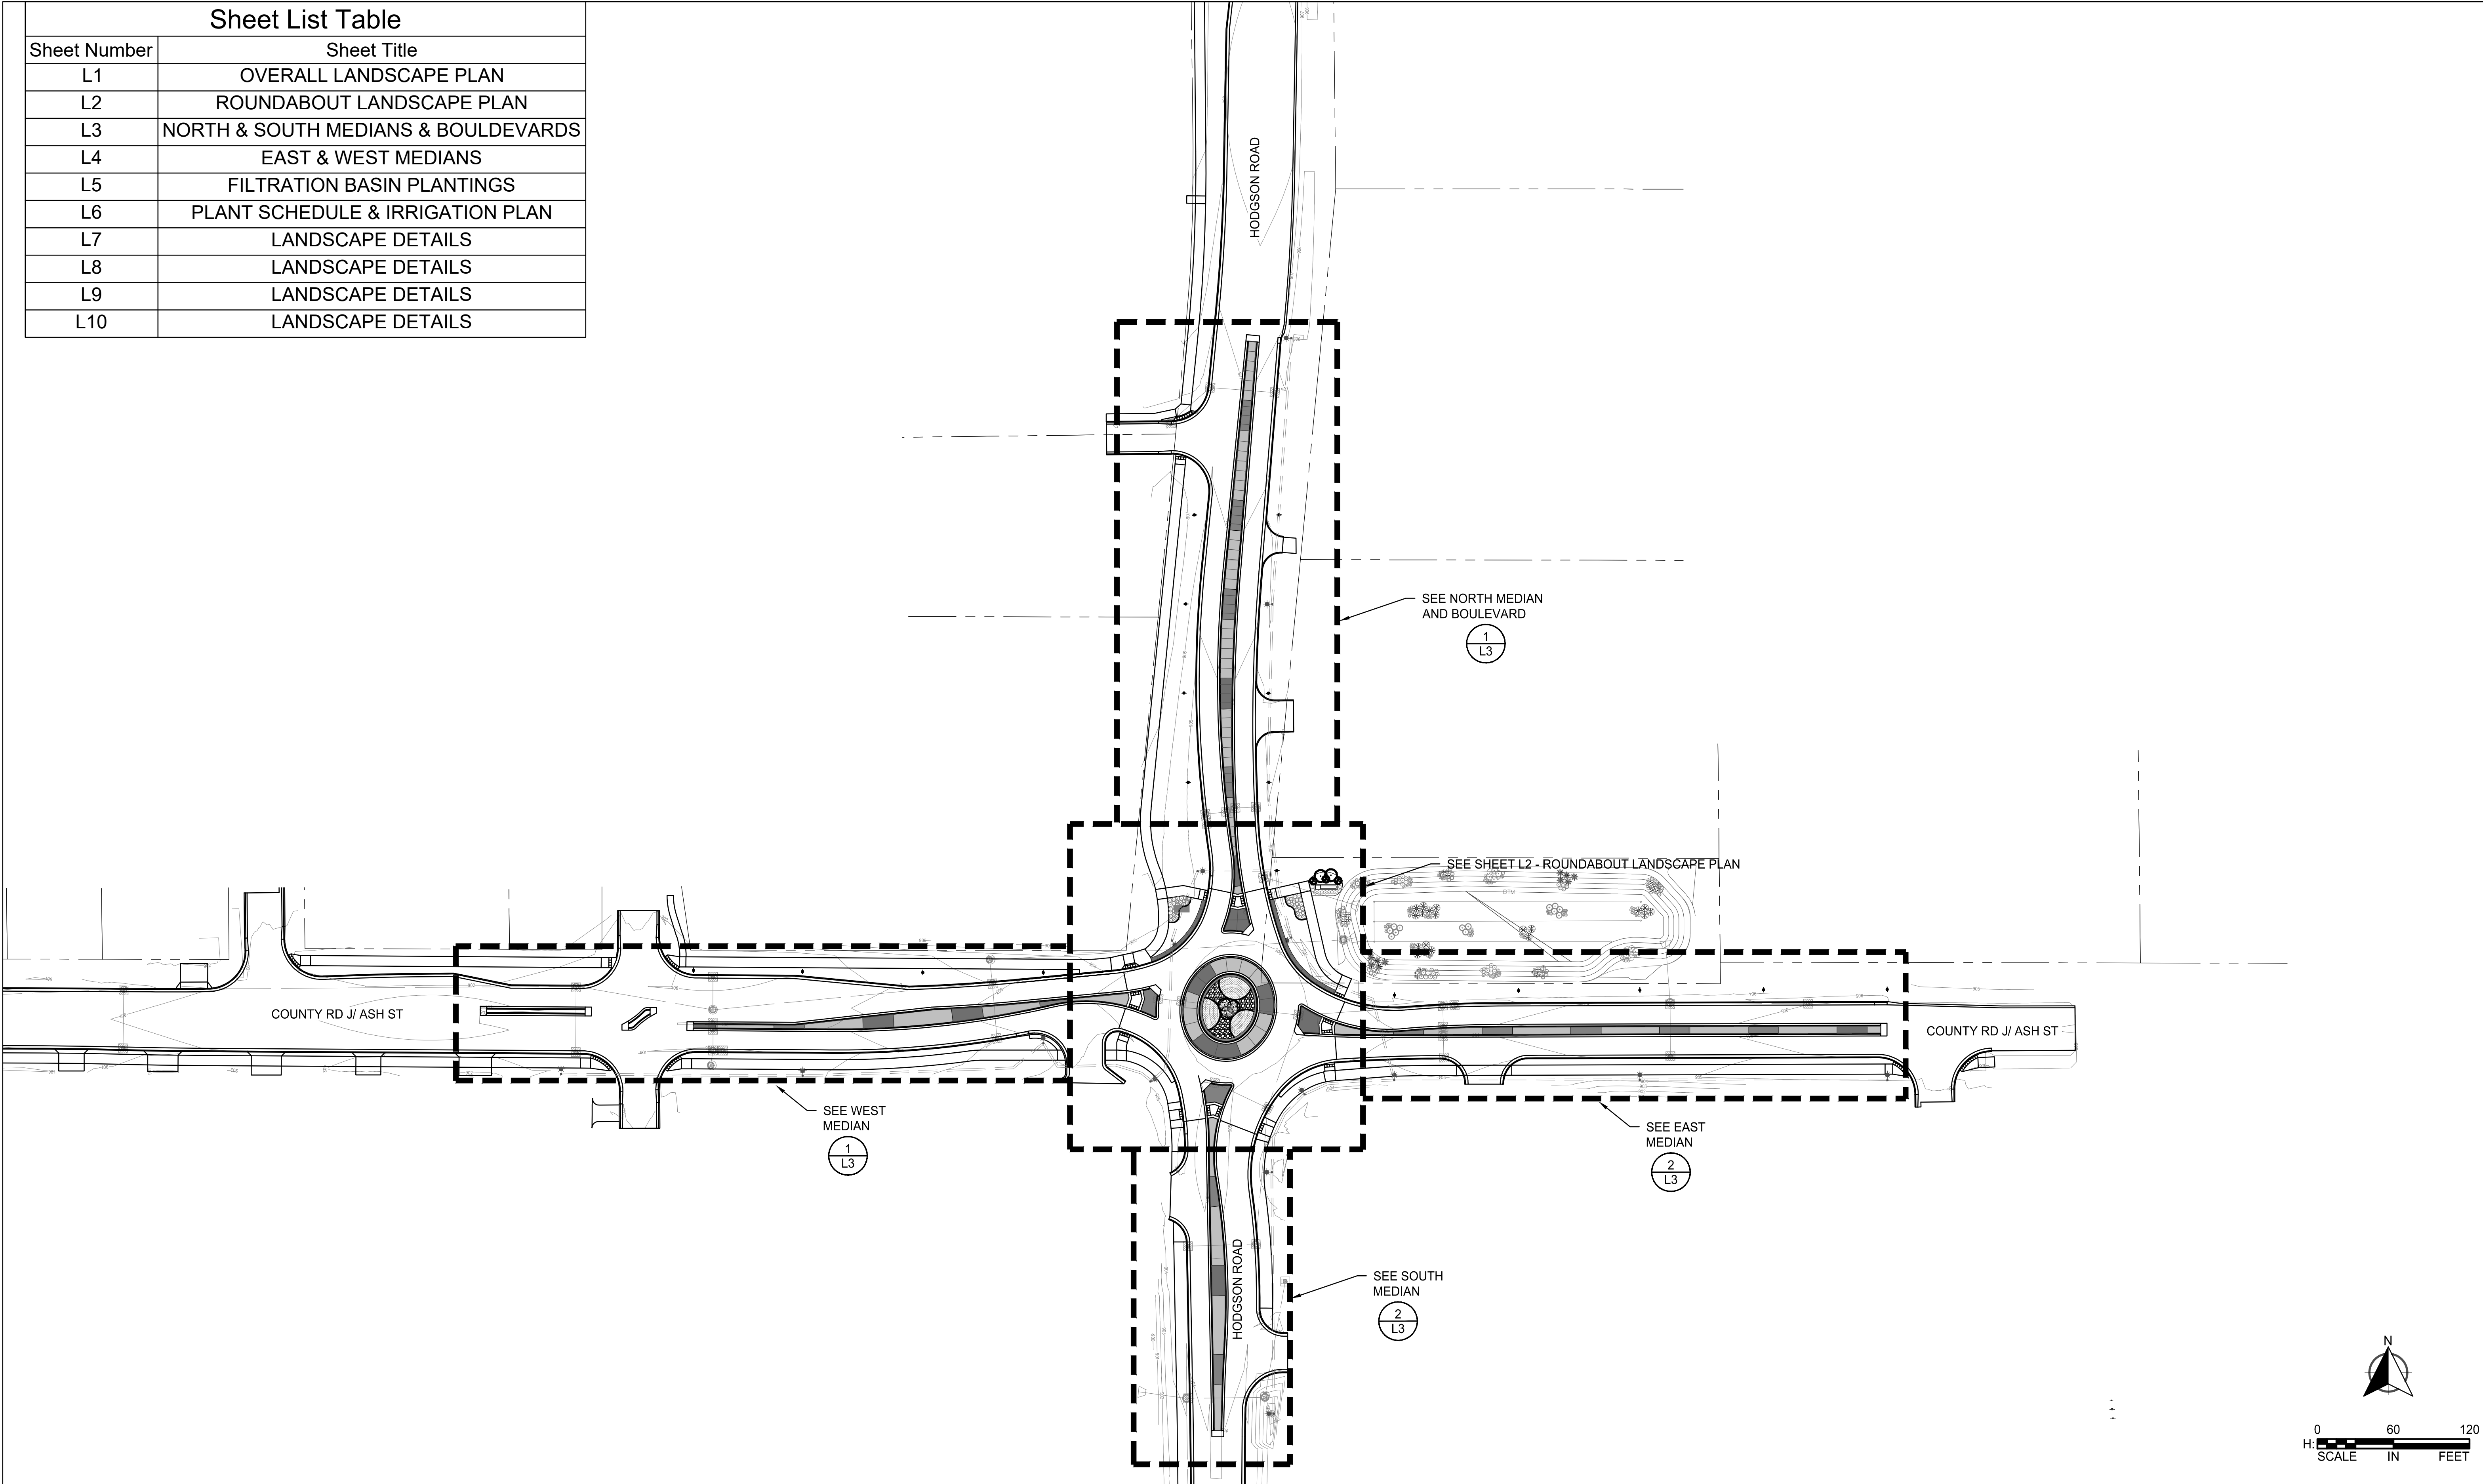 Sheet List Table
Sheet Number Sheet Title
L1 OVERALL LANDSCAPE PLAN
L2 ROUNDABOUT LANDSCAPE PLAN
L3 NORTH & SOUTH MEDIANS & BOULDEVARDS
L4 EAST & WEST MEDIANS
L5 FILTRATION BASIN PLANTINGS
L6 PLANT SCHEDULE & IRRIGATION PLAN
L7 LANDSCAPE DETAILS
L8 LANDSCAPE DETAILS
L9 LANDSCAPE DETAILS
L10 LANDSCAPE DETAILS
HODGSON ROAD
SEE NORTH MEDIAN
AND BOULEVARD
1
L3
SEE SHEET L2 - ROUNDABOUT LANDSCAPE PLAN
BTM
COUNTY RD J/ ASH ST
COUNTY RD J/ ASH ST
SEE WEST
MEDIAN
1
L3
SEE EAST
MEDIAN
2
L3
HODGSON ROAD
SEE SOUTH
MEDIAN
2
L3
N
0 60 120
H:
SCALE IN FEET